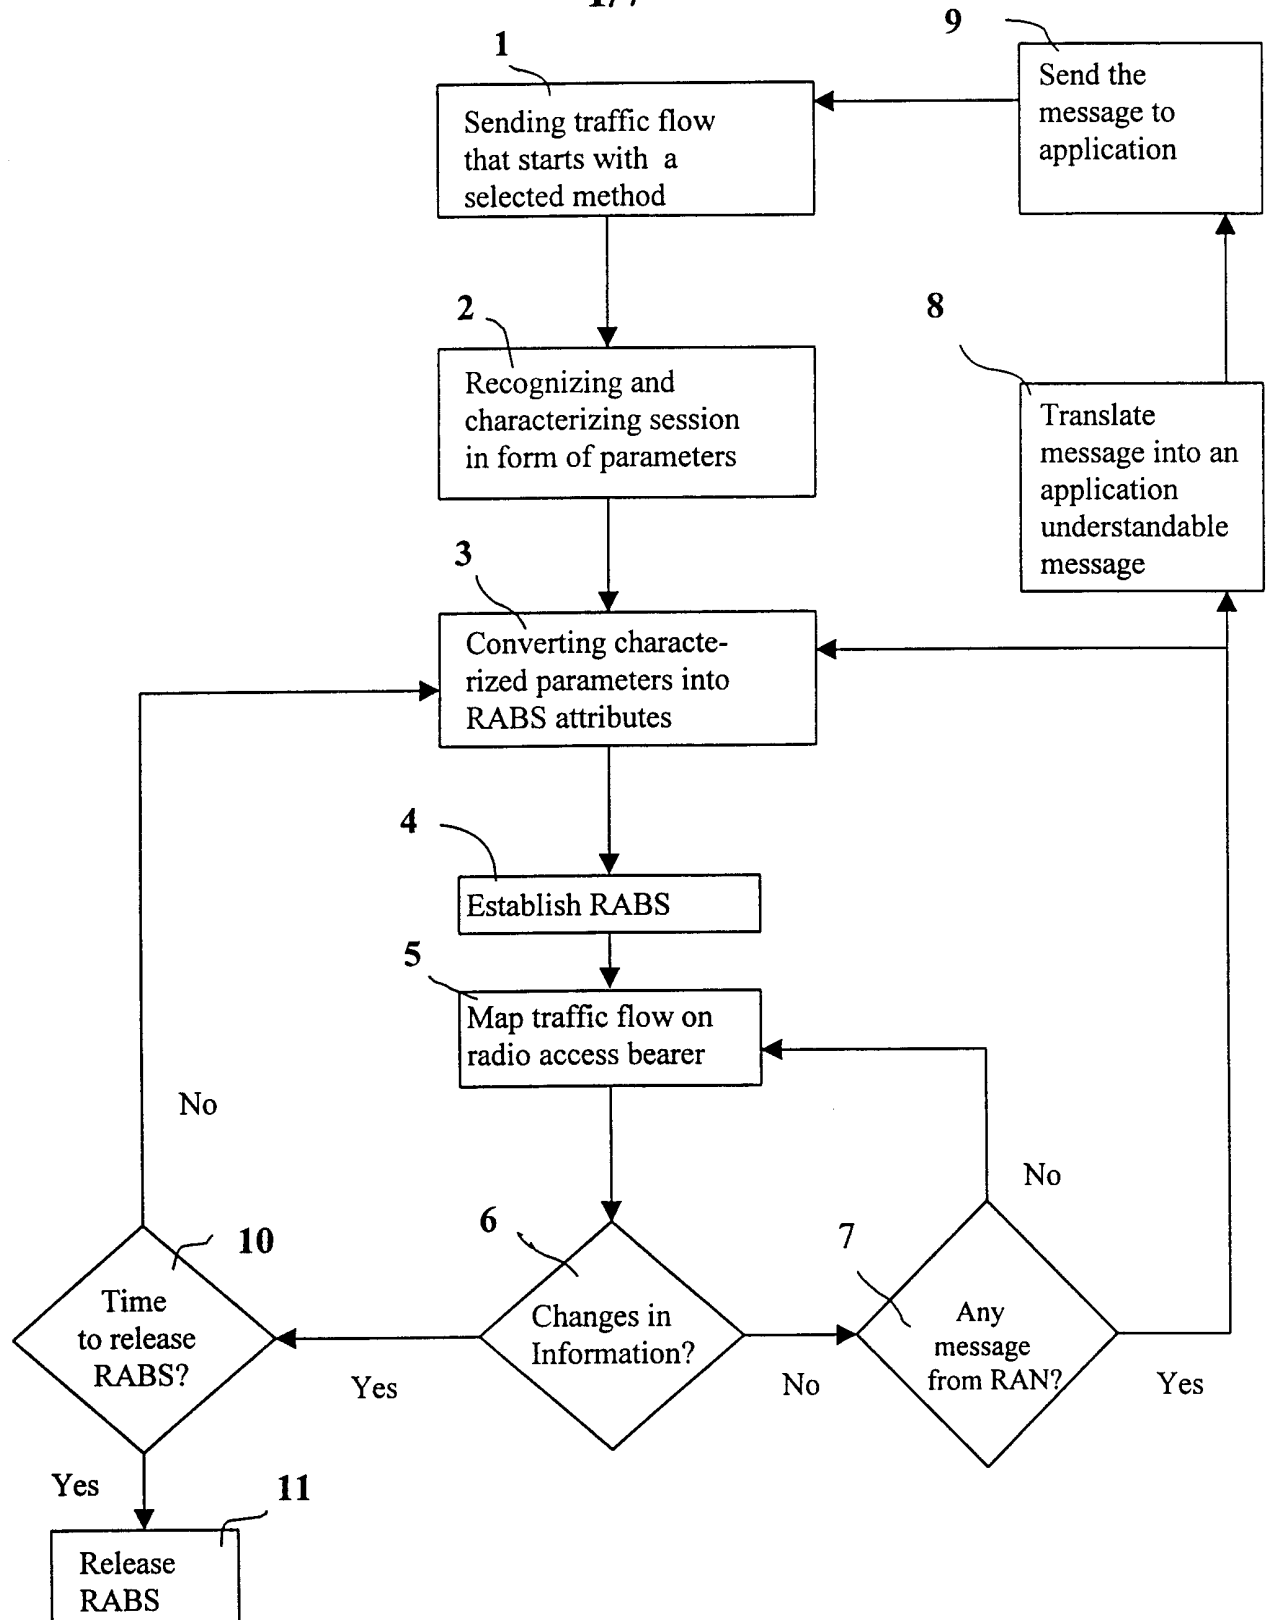 9
1
Send the
message to
application
Sending traffic flow
that starts with a
selected method
2
8
Recognizing and
characterizing session
in form of parameters
Translate
message into an
application
understandable
message
3
Converting characte-
rized parameters into
RABS attributes
4
Establish RABS
5
Map traffic flow on
radio access bearer
No
No
6
7
10
Time
to release
RABS?
Changes in
Information?
Any
message
from RAN?
Yes
No
Yes
Yes
11
Release
RABS